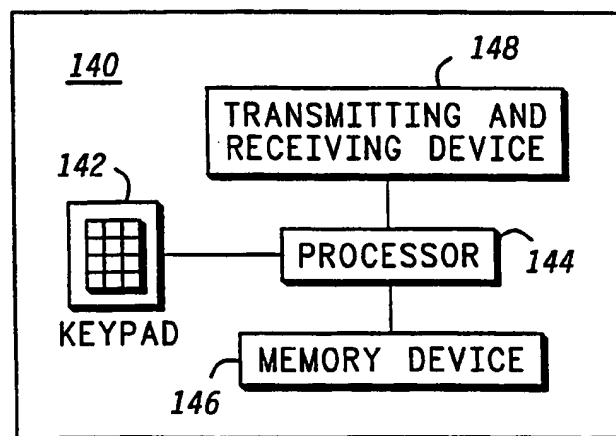 140
148
TRANSMITTING AND
RECEIVING DEVICE
142
PROCESSOR
144
KEYPAD
MEMORY DEVICE
146